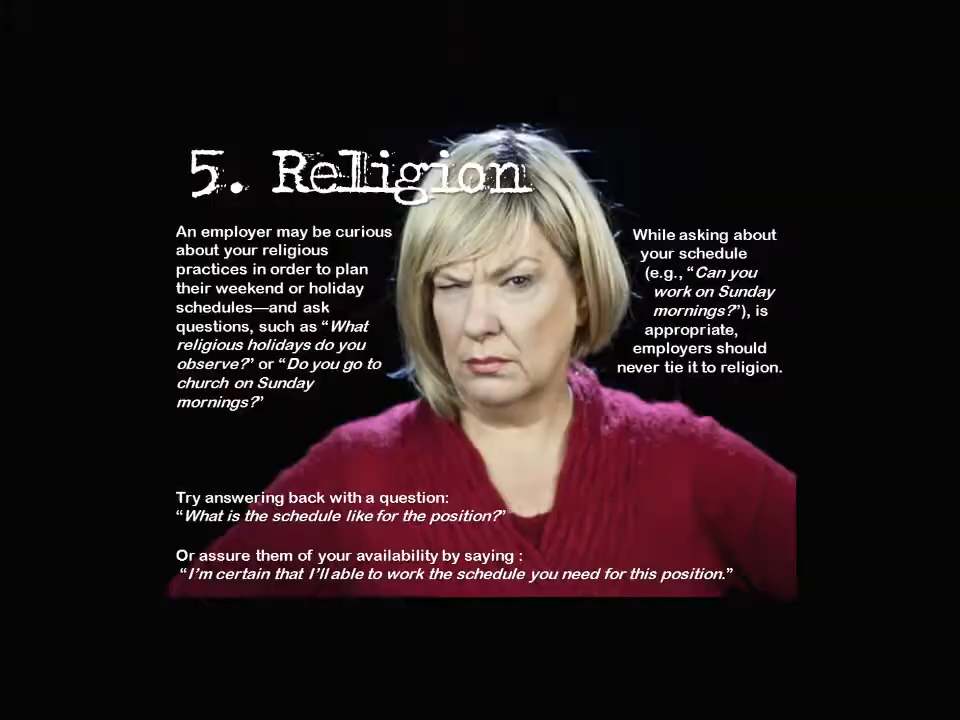 5. Religion
An employer may be curious
about your religious
practices in order to plan
their weekend or holiday
schedules—and ask
questions, such as “What
religious holidays do you
observe?” or “Do you go to
church on Sunday
mornings?”
While asking about
your schedule
(e.g., “Can you
work on Sunday
mornings?”), is
appropriate,
employers should
never tie it to religion.
Try answering back with a question:
“What is the schedule like for the position?”
Or assure them of your availability by saying :
“I’m certain that I’ll able to work the schedule you need for this position.”